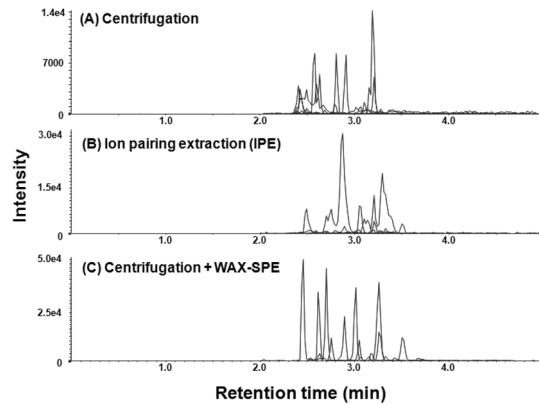 (A) Centrifugation
1.4e4
7000
0
1.0 2.0 3.0 4.0
(B) Ion pairing extraction (IPE)
3.0e4
1.5e4
0
1.0 2.0 3.0 4.0
(C) Centrifugation + WAX-SPE
5.0e4
2.5e4
0
1.0 2.0 3.0 4.0
Intensity
Retention time (min)